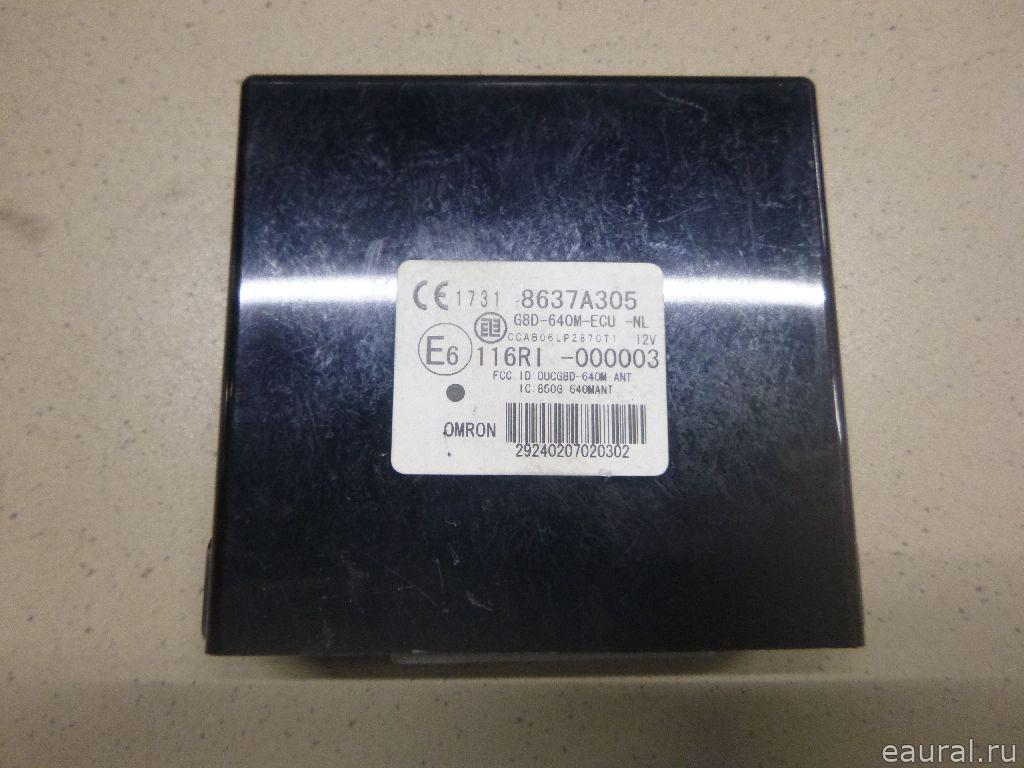 CE 1731 8637A305
G8D-640M-ECU -NL
CCAB06LP2870T1 12V
E6 116RI -000003
FCC ID:OUCG8D-640M-ANT
IC:850G-640MANT
OMRON
29240207020302
eaural.ru